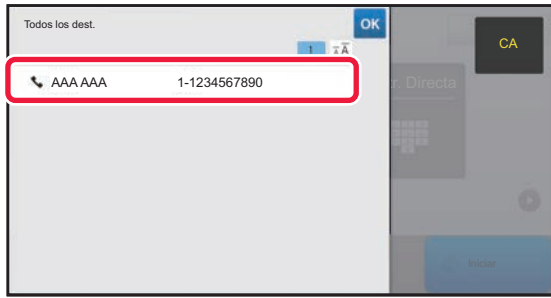 Todos los dest.
OK
CA
1
AAA AAA 1-1234567890
r. Directa
Iniciar